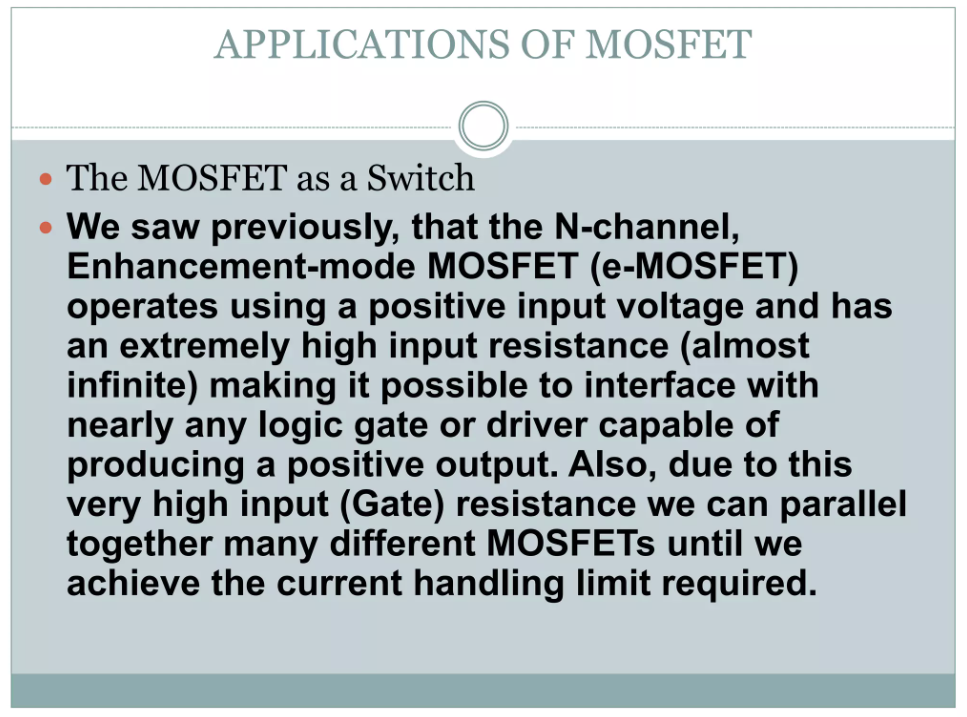 APPLICATIONS OF MOSFET
The MOSFET as a Switch
We saw previously, that the N-channel,
Enhancement-mode MOSFET (e-MOSFET)
operates using a positive input voltage and has
an extremely high input resistance (almost
infinite) making it possible to interface with
nearly any logic gate or driver capable of
producing a positive output. Also, due to this
very high input (Gate) resistance we can parallel
together many different MOSFETs until we
achieve the current handling limit required.